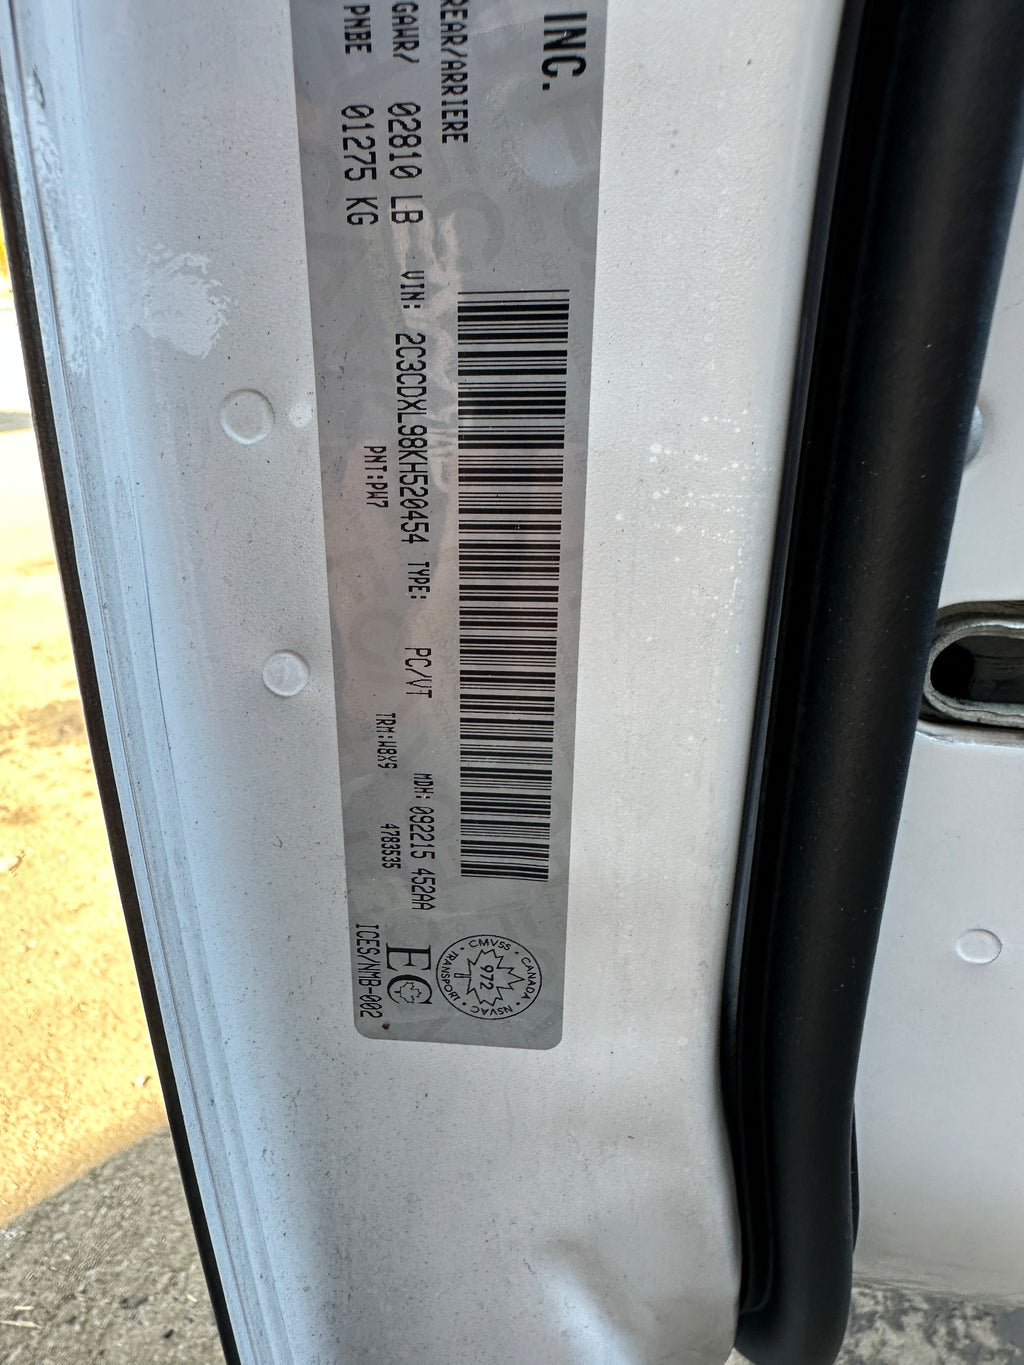 INC.
REAR/ARRIERE
GAWR/ 02810 LB
PNBE 01275 KG
VIN: 2C3CDXL98KH520454 TYPE: PC/VT MDH: 092215 452AA
PNT:PW7 TRM:W8X9 4783535
CMVSS · CANADA · NSVAC · TRANSPORT ·
972
EC
ICES/NMB-002